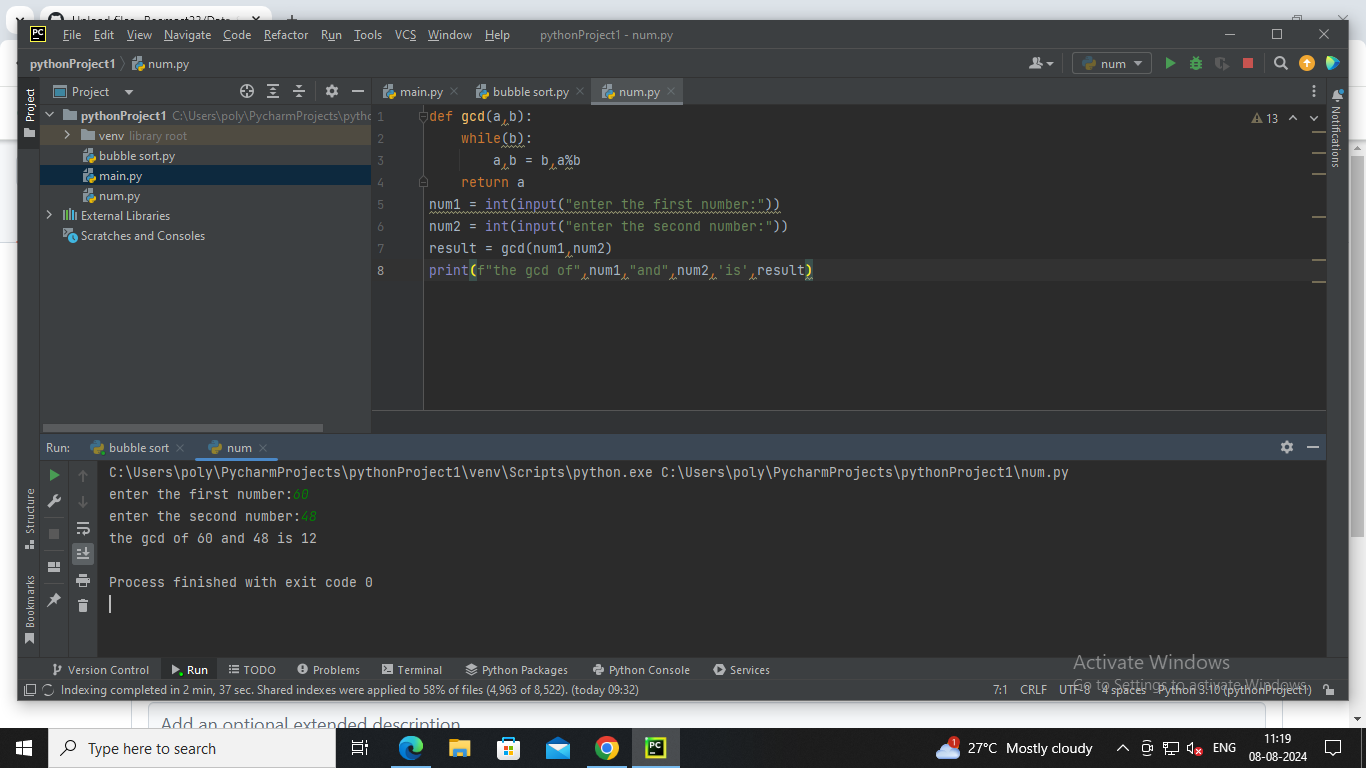 File Edit View Navigate Code Refactor Run Tools VCS Window Help pythonProject1 - num.py
pythonProject1 num.py num
Project main.py bubble sort.py num.py
Project
pythonProject1 C:\Users\poly\PycharmProjects\pytho
venv library root
bubble sort.py
main.py
num.py
External Libraries
Scratches and Consoles
1 def gcd(a,b):
2 while(b):
3 a,b = b,a%b
4 return a
5 num1 = int(input("enter the first number:"))
6 num2 = int(input("enter the second number:"))
7 result = gcd(num1,num2)
8 print(f"the gcd of",num1,"and",num2,'is',result)
13
Notifications
Run: bubble sort num
C:\Users\poly\PycharmProjects\pythonProject1\venv\Scripts\python.exe C:\Users\poly\PycharmProjects\pythonProject1\num.py
enter the first number:60
enter the second number:48
the gcd of 60 and 48 is 12
Process finished with exit code 0
Structure
Bookmarks
Version Control Run TODO Problems Terminal Python Packages Python Console Services
Activate Windows
Go to Settings to activate Windows.
Indexing completed in 2 min, 37 sec. Shared indexes were applied to 58% of files (4,963 of 8,522). (today 09:32) 7:1 CRLF UTF-8 4 spaces Python 3.10 (pythonProject1)
Add an optional extended description
Type here to search 1 27°C Mostly cloudy ENG 11:19
08-08-2024